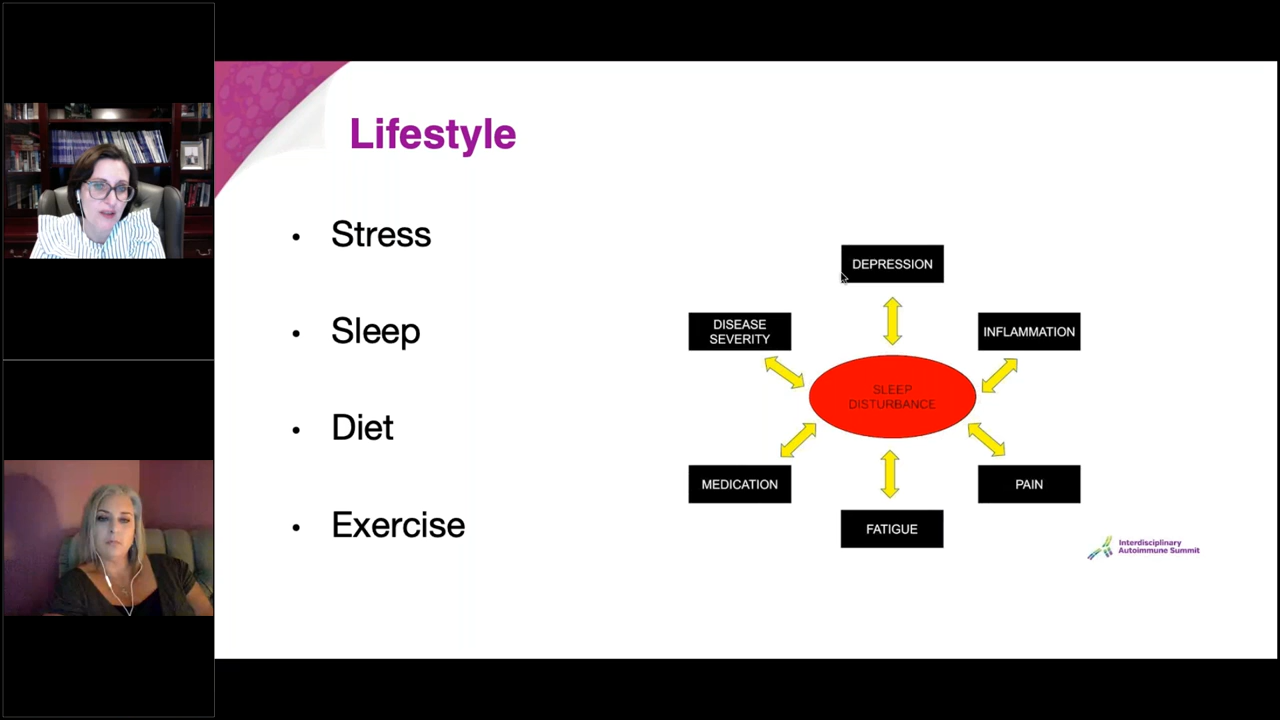 Lifestyle
• Stress
• Sleep
• Diet
• Exercise
DEPRESSION
DISEASE
SEVERITY
INFLAMMATION
SLEEP
DISTURBANCE
MEDICATION
PAIN
FATIGUE
Interdisciplinary
Autoimmune Summit